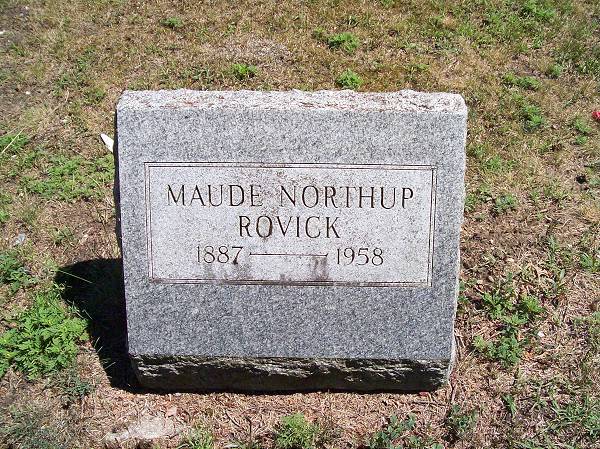 MAUDE NORTHUP
ROVICK
1887 — 1958